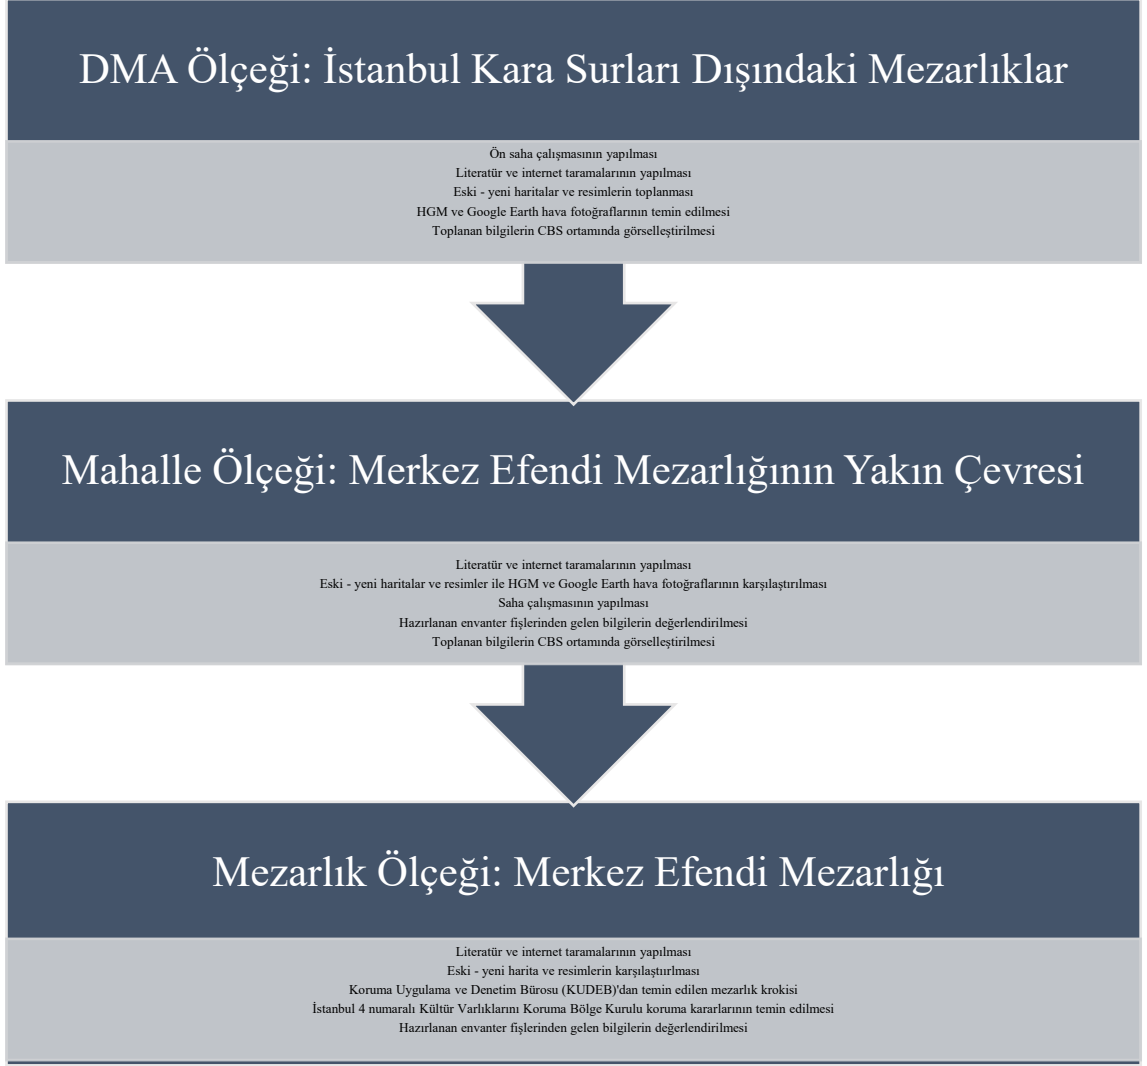 DMA Ölçeği: İstanbul Kara Surları Dışındaki Mezarlıklar
Ön saha çalışmasının yapılması
Literatür ve internet taramalarının yapılması
Eski - yeni haritalar ve resimlerin toplanması
HGM ve Google Earth hava fotoğraflarının temin edilmesi
Toplanan bilgilerin CBS ortamında görselleştirilmesi
Mahalle Ölçeği: Merkez Efendi Mezarlığının Yakın Çevresi
Literatür ve internet taramalarının yapılması
Eski - yeni haritalar ve resimler ile HGM ve Google Earth hava fotoğraflarının karşılaştırılması
Saha çalışmasının yapılması
Hazırlanan envanter fişlerinden gelen bilgilerin değerlendirilmesi
Toplanan bilgilerin CBS ortamında görselleştirilmesi
Mezarlık Ölçeği: Merkez Efendi Mezarlığı
Literatür ve internet taramalarının yapılması
Eski - yeni harita ve resimlerin karşılaştıırlması
Koruma Uygulama ve Denetim Bürosu (KUDEB)'dan temin edilen mezarlık krokisi
İstanbul 4 numaralı Kültür Varlıklarını Koruma Bölge Kurulu koruma kararlarının temin edilmesi
Hazırlanan envanter fişlerinden gelen bilgilerin değerlendirilmesi